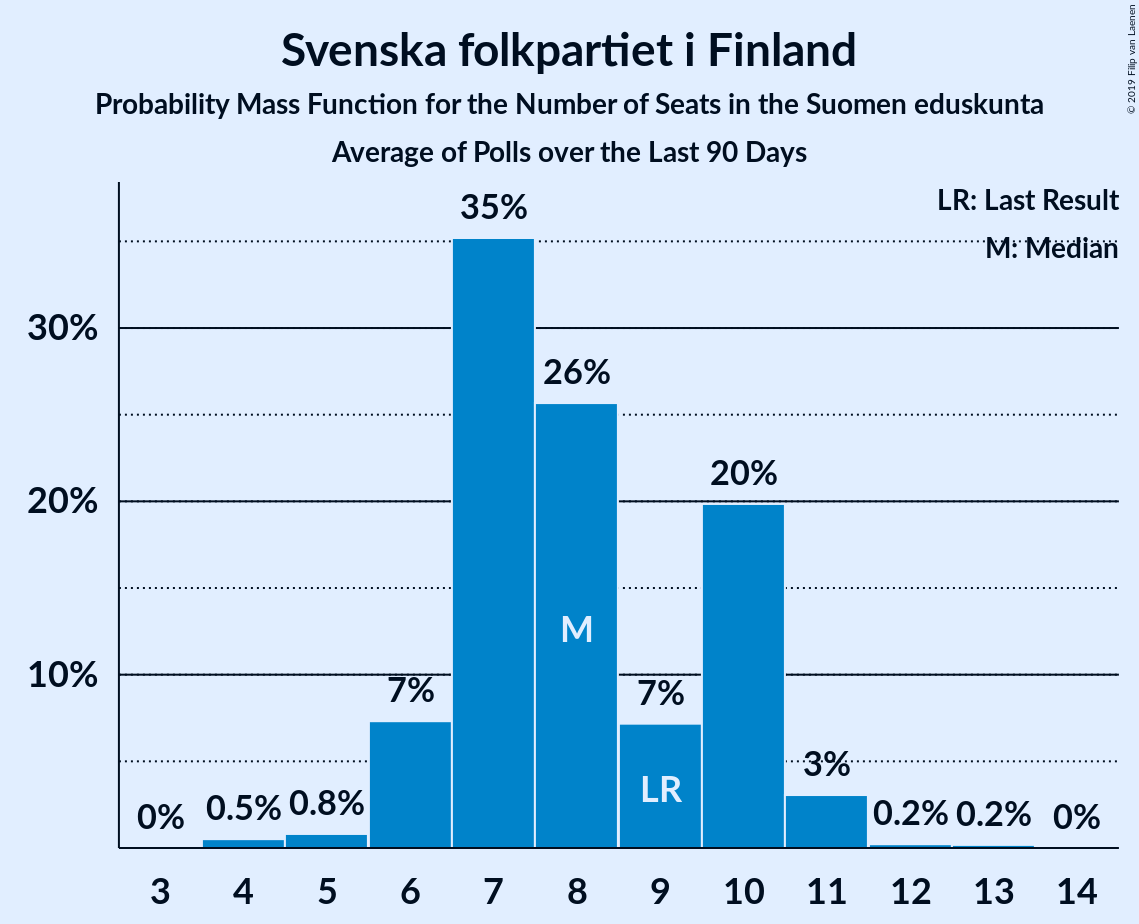 Svenska folkpartiet i Finland
Probability Mass Function for the Number of Seats in the Suomen eduskunta
Average of Polls over the Last 90 Days
© 2019 Filip van Laenen
LR: Last Result
M: Median
30%
20%
10%
0%
0.5%
0.8%
7%
35%
26%
7%
20%
3%
0.2%
0.2%
0%
M
LR
3 4 5 6 7 8 9 10 11 12 13 14